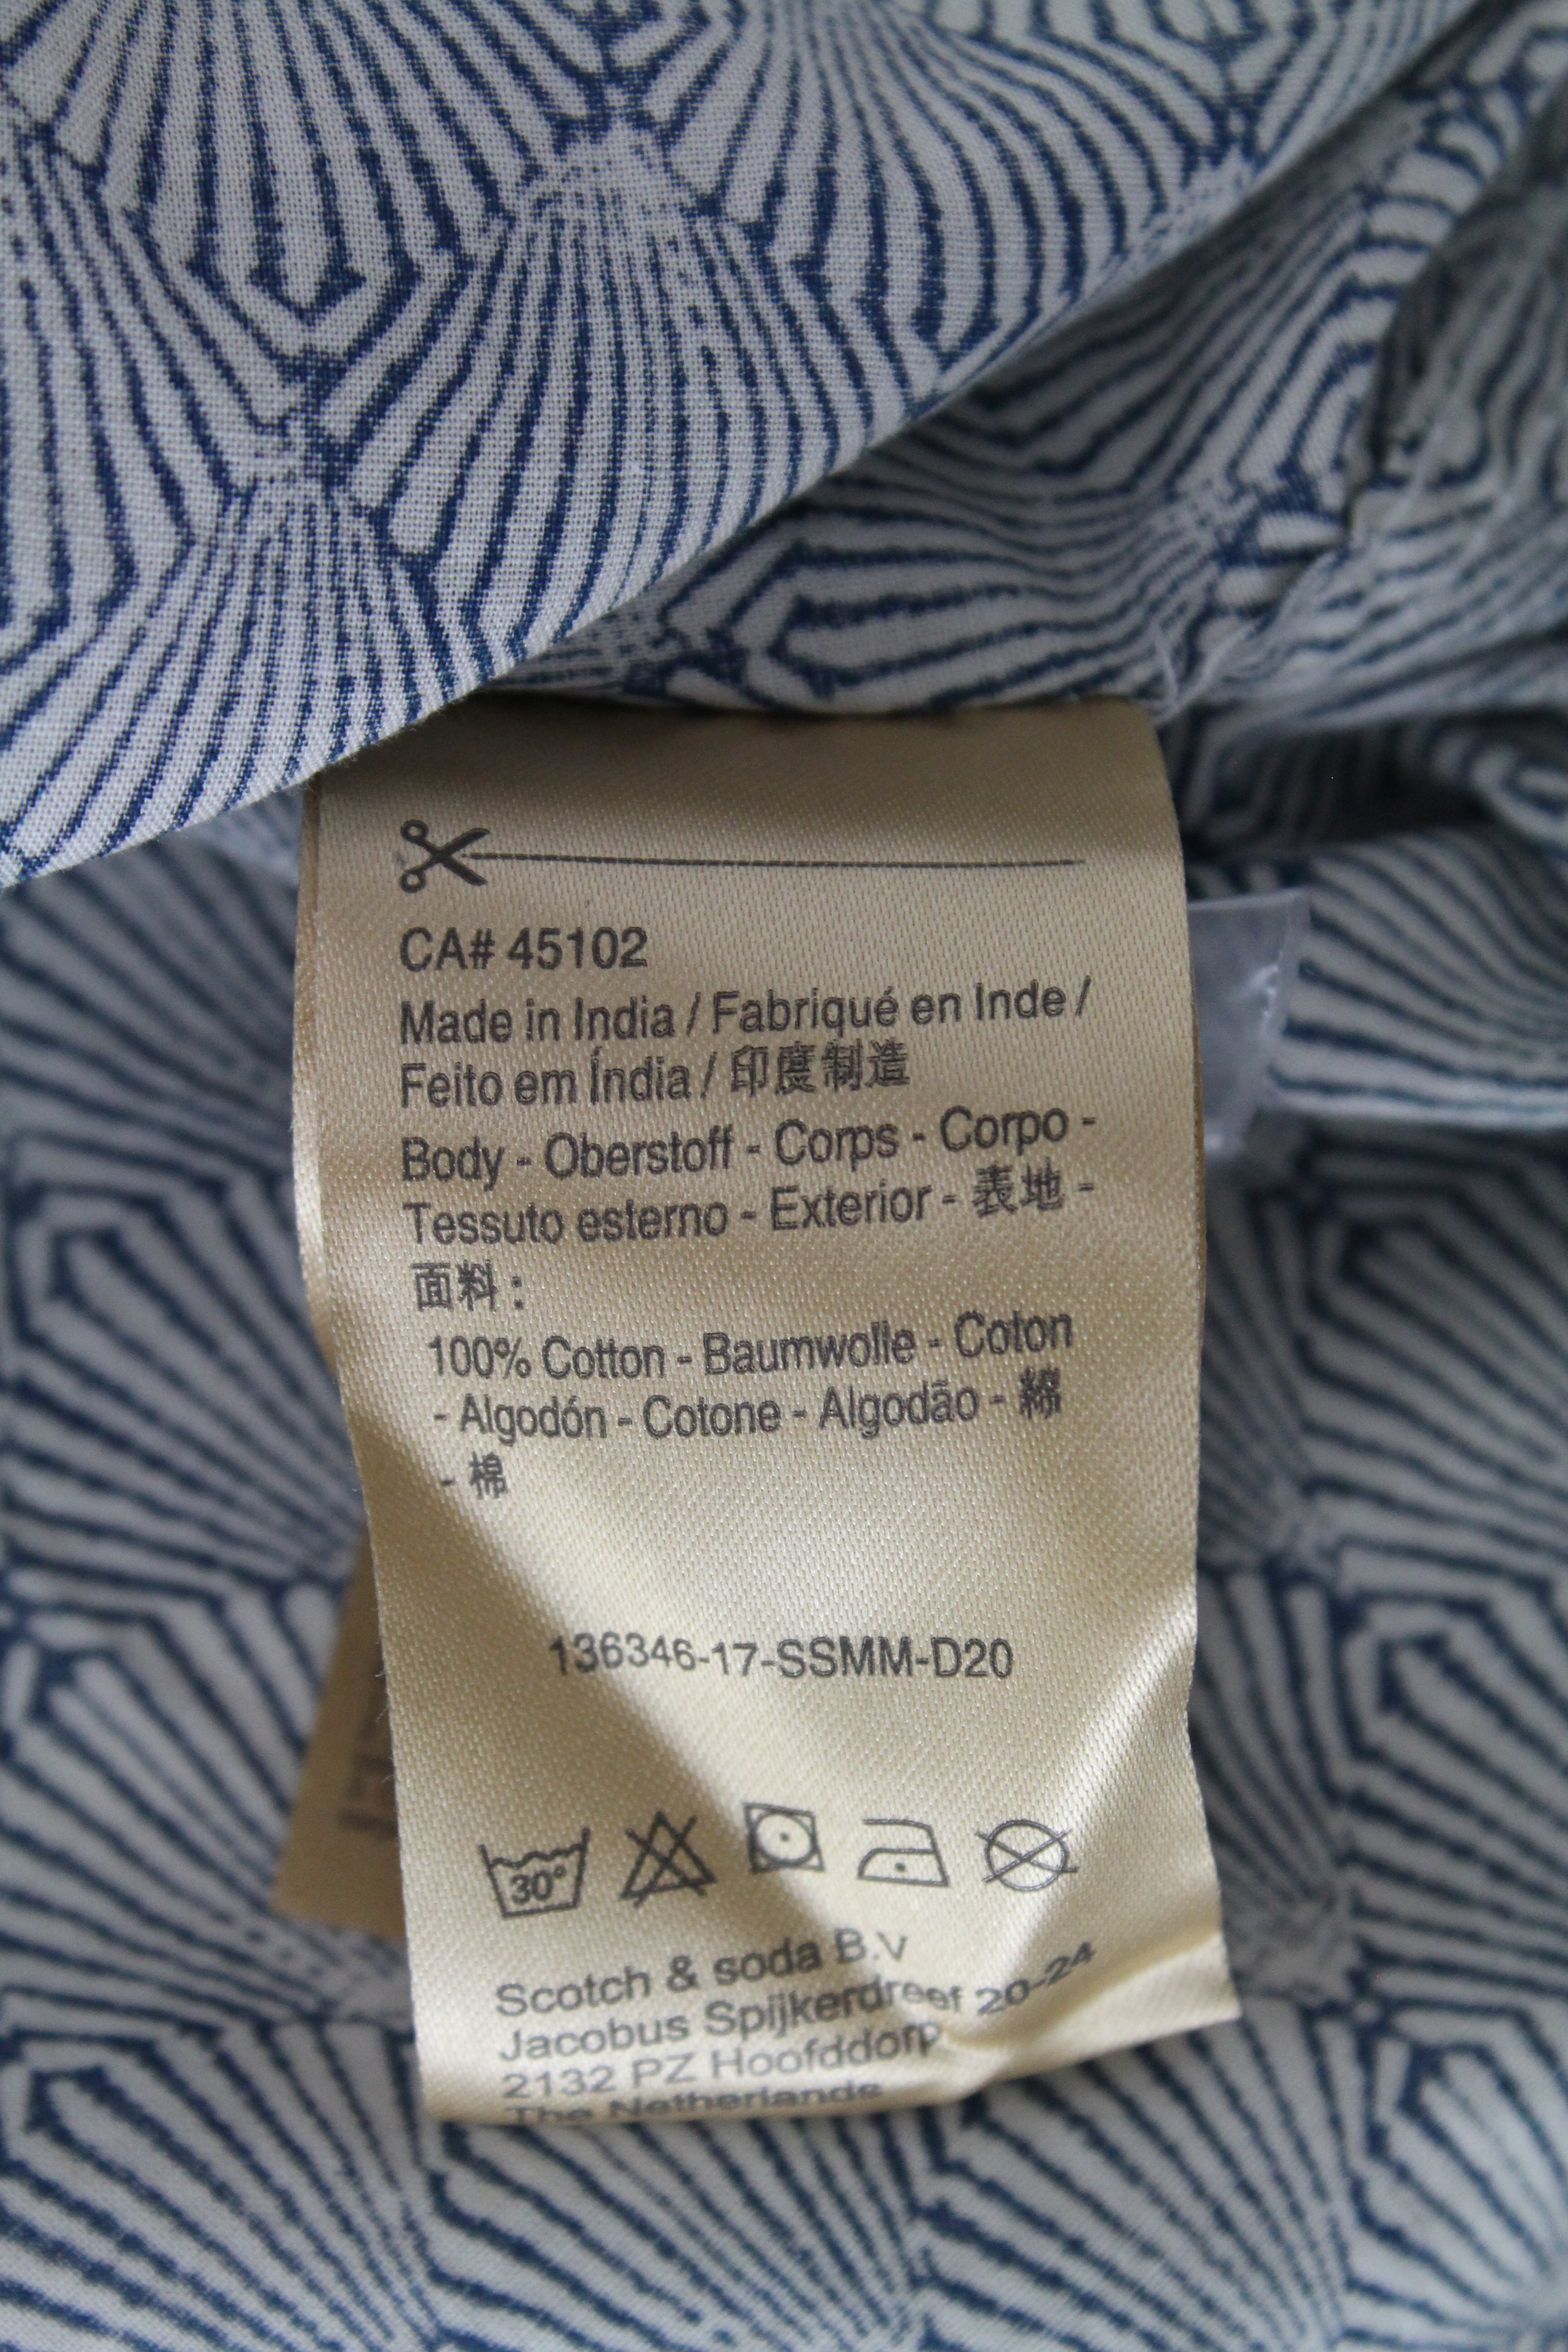 CA# 45102
Made in India / Fabriqué en Inde /
Feito em Índia / 印度制造
Body - Oberstoff - Corps - Corpo -
Tessuto esterno - Exterior - 表地 -
面料 :
100% Cotton - Baumwolle - Coton
- Algodón - Cotone - Algodão - 綿
- 棉
136346-17-SSMM-D20
30°
Scotch & soda B.V
Jacobus Spijkerdreef 20-24
2132 PZ Hoofddorp
The Netherlands